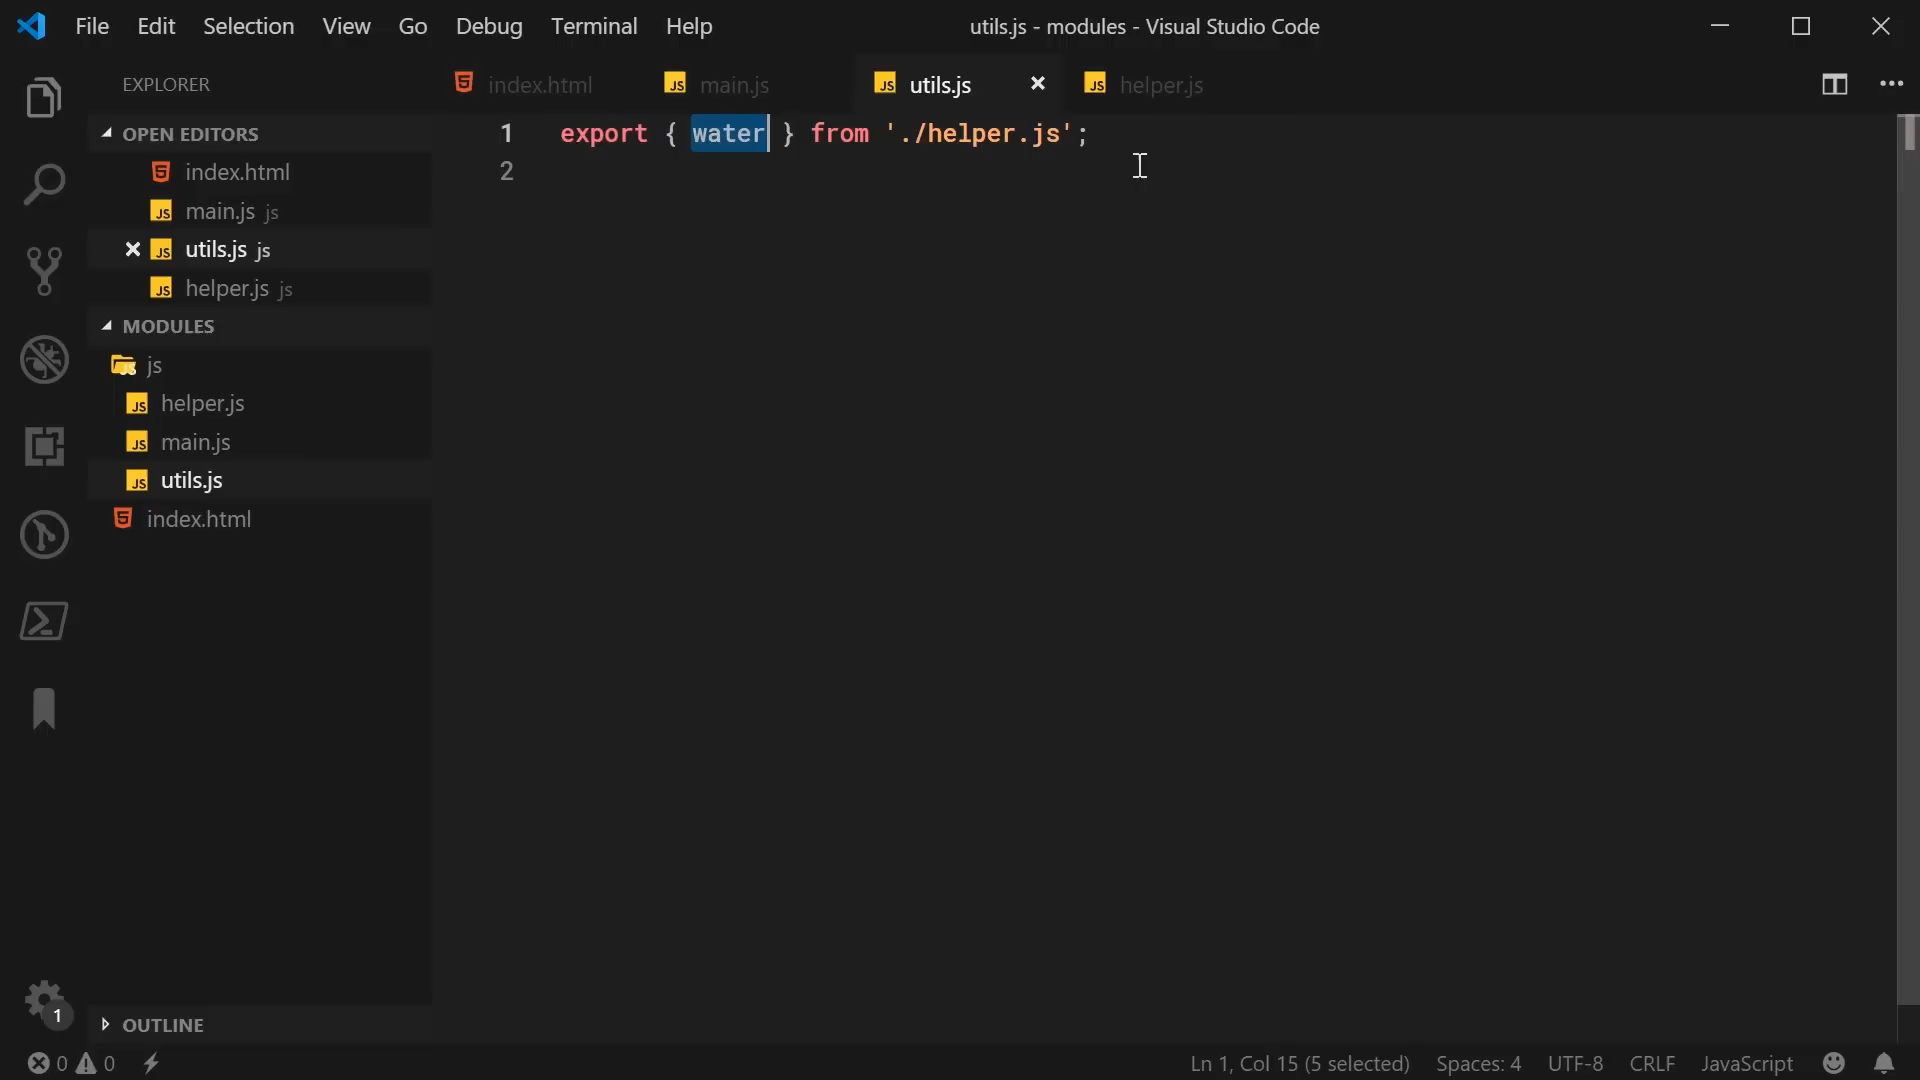 File Edit Selection View Go Debug Terminal Help utils.js - modules - Visual Studio Code
EXPLORER
index.html main.js utils.js helper.js
OPEN EDITORS
index.html
main.js js
utils.js js
helper.js js
MODULES
js
helper.js
main.js
utils.js
index.html
OUTLINE
1 export { water } from './helper.js';
2
1
0 0 Ln 1, Col 15 (5 selected) Spaces: 4 UTF-8 CRLF JavaScript